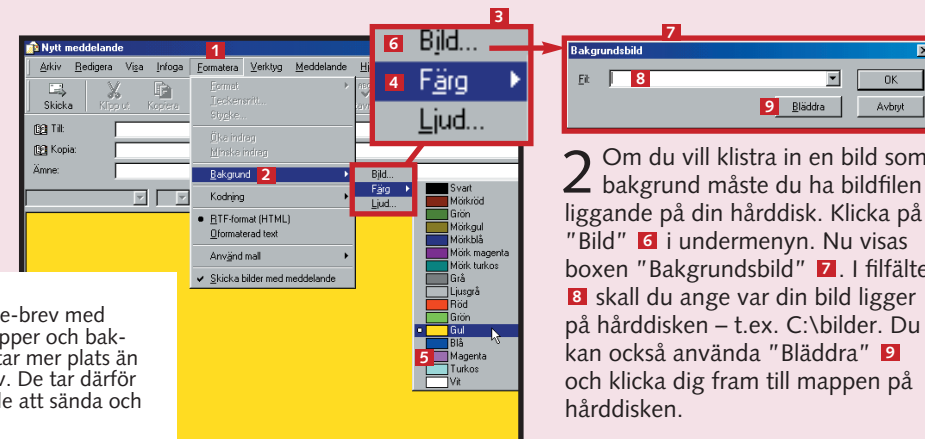 3
Nytt meddelande
1
Arkiv Redigera Visa Infoga Formatera Verktyg Meddelande
Skicka Klipp ut Kopiera
Till:
Kopia:
Ämne:
Format
Teckensnitt...
Stycke...
Öka indrag
Minska indrag
Bakgrund 2
Kodning
RTF-format (HTML)
Oformaterad text
Använd mall
Skicka bilder med meddelande
Bild...
Färg
Ljud...
6 Bild...
4 Färg
Ljud...
Svart
Mörkröd
Grön
Mörkgul
Mörkblå
Mörk magenta
Mörk turkos
Grå
Ljusgrå
Röd
Grön
Gul
Blå
5 Magenta
Turkos
Vit
e-brev med
pper och bak-
tar mer plats än
v. De tar därför
de att sända och
7
Bakgrundsbild
Fil: 8 OK
9 Bläddra Avbryt
2 Om du vill klistra in en bild som
bakgrund måste du ha bildfilen
liggande på din hårddisk. Klicka på
"Bild" 6 i undermenyn. Nu visas
boxen "Bakgrundsbild" 7. I filfälte
8 skall du ange var din bild ligger
på hårddisken – t.ex. C:\bilder. Du
kan också använda "Bläddra" 9
och klicka dig fram till mappen på
hårddisken.